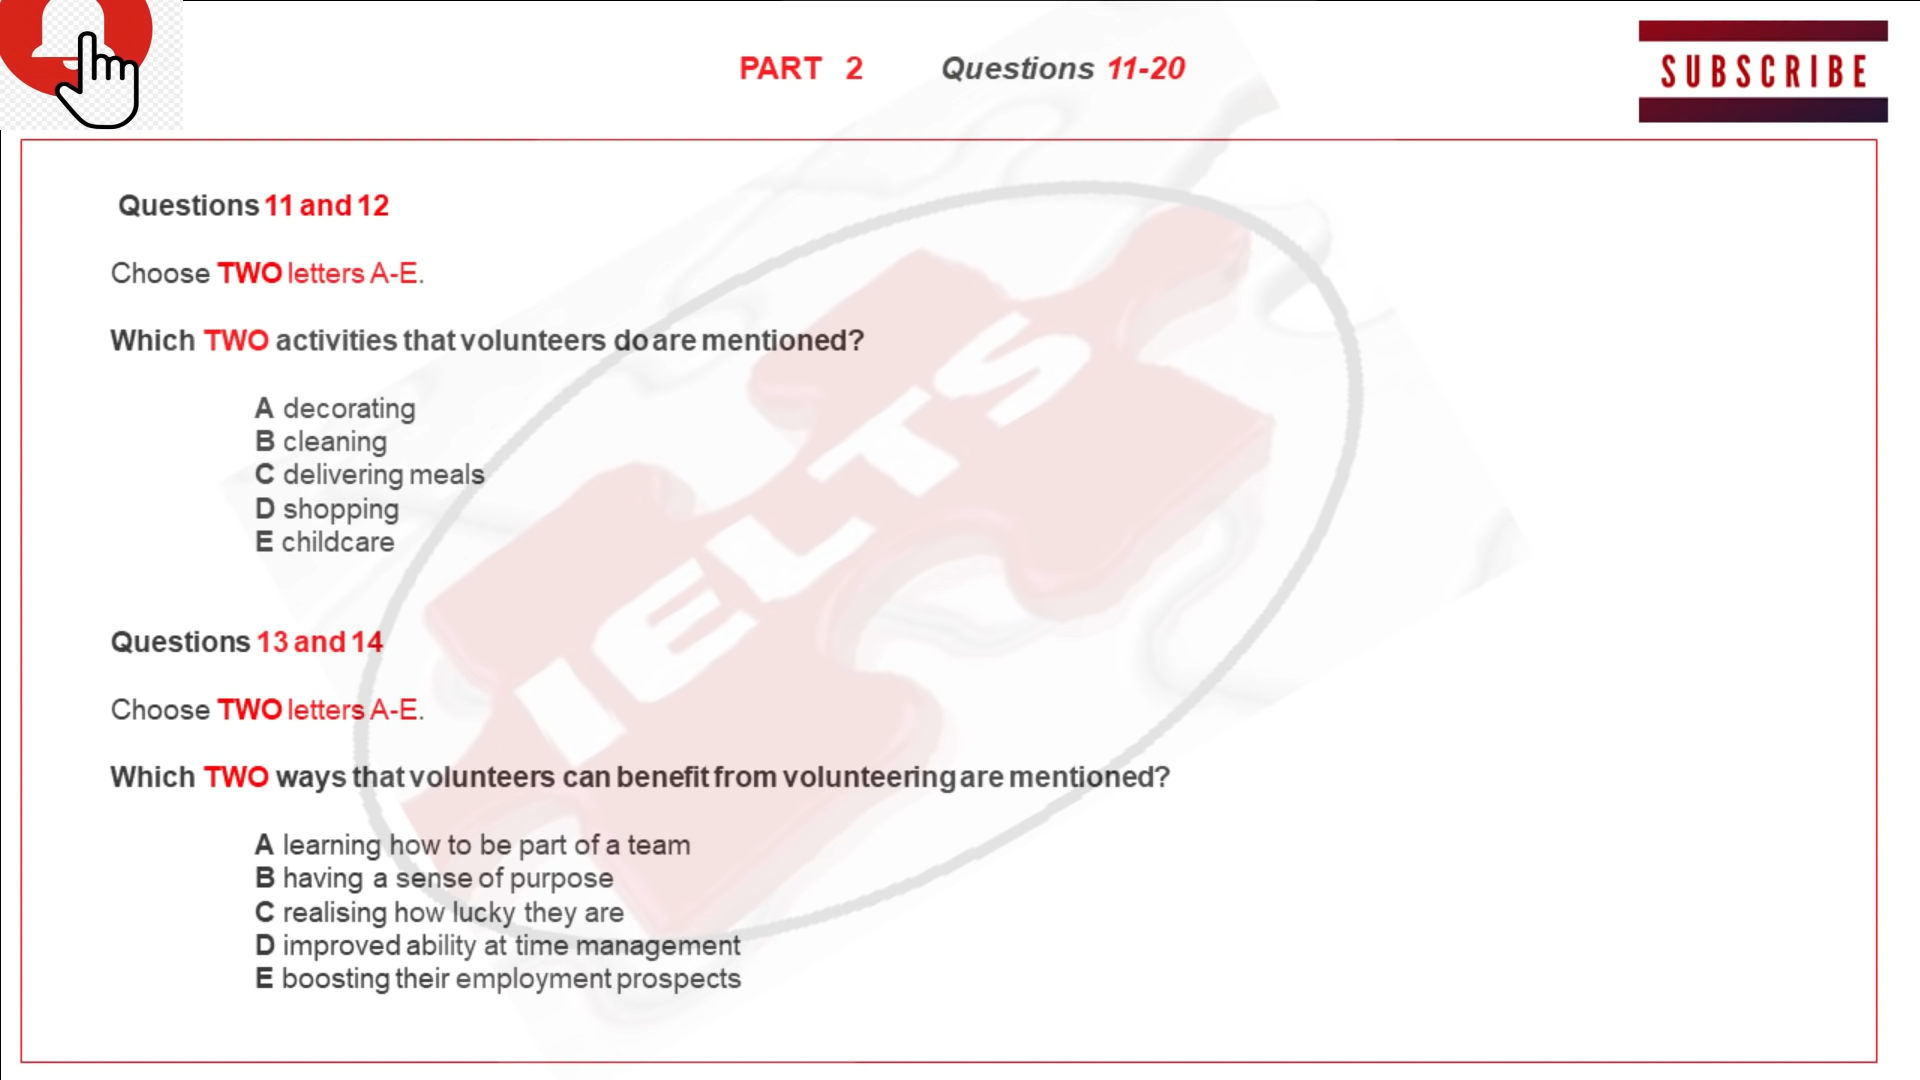 PART 2 Questions 11-20
SUBSCRIBE
Questions 11 and 12
Choose TWO letters A-E.
Which TWO activities that volunteers do are mentioned?
A decorating
B cleaning
C delivering meals
D shopping
E childcare
Questions 13 and 14
Choose TWO letters A-E.
Which TWO ways that volunteers can benefit from volunteering are mentioned?
A learning how to be part of a team
B having a sense of purpose
C realising how lucky they are
D improved ability at time management
E boosting their employment prospects
IELTS